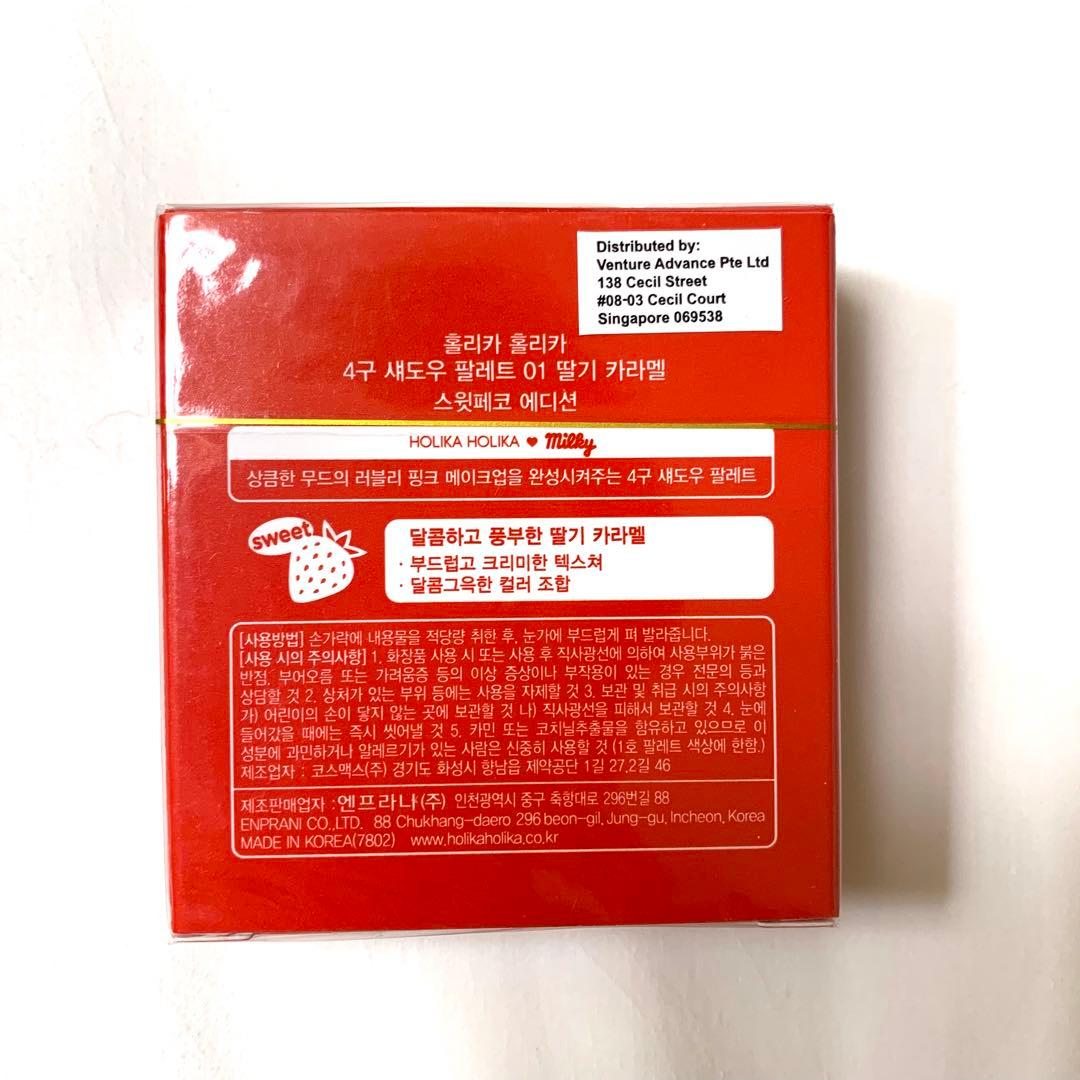 Distributed by:
Venture Advance Pte Ltd
138 Cecil Street
#08-03 Cecil Court
Singapore 069538
홀리카 홀리카
4구 섀도우 팔레트 01 딸기 카라멜
스윗페코 에디션
HOLIKA HOLIKA ♥ Milky
상큼한 무드의 러블리 핑크 메이크업을 완성시켜주는 4구 섀도우 팔레트
sweet
달콤하고 풍부한 딸기 카라멜
· 부드럽고 크리미한 텍스쳐
· 달콤그윽한 컬러 조합
[사용방법] 손가락에 내용물을 적당량 취한 후, 눈가에 부드럽게 펴 발라줍니다.
[사용 시의 주의사항] 1. 화장품 사용 시 또는 사용 후 직사광선에 의하여 사용부위가 붉은
반점, 부어오름 또는 가려움증 등의 이상 증상이나 부작용이 있는 경우 전문의 등과
상담할 것 2. 상처가 있는 부위 등에는 사용을 자제할 것 3. 보관 및 취급 시의 주의사항
가) 어린이의 손이 닿지 않는 곳에 보관할 것 나) 직사광선을 피해서 보관할 것 4. 눈에
들어갔을 때에는 즉시 씻어낼 것 5. 카민 또는 코치닐추출물을 함유하고 있으므로 이
성분에 과민하거나 알레르기가 있는 사람은 신중히 사용할 것 (1호 팔레트 색상에 한함.)
제조업자 : 코스맥스(주) 경기도 화성시 향남읍 제약공단 1길 27,2길 46
제조판매업자 : 엔프라니(주) 인천광역시 중구 축항대로 296번길 88
ENPRANI CO.,LTD. 88 Chukhang-daero 296 beon-gil, Jung-gu, Incheon, Korea
MADE IN KOREA(7802) www.holikaholika.co.kr